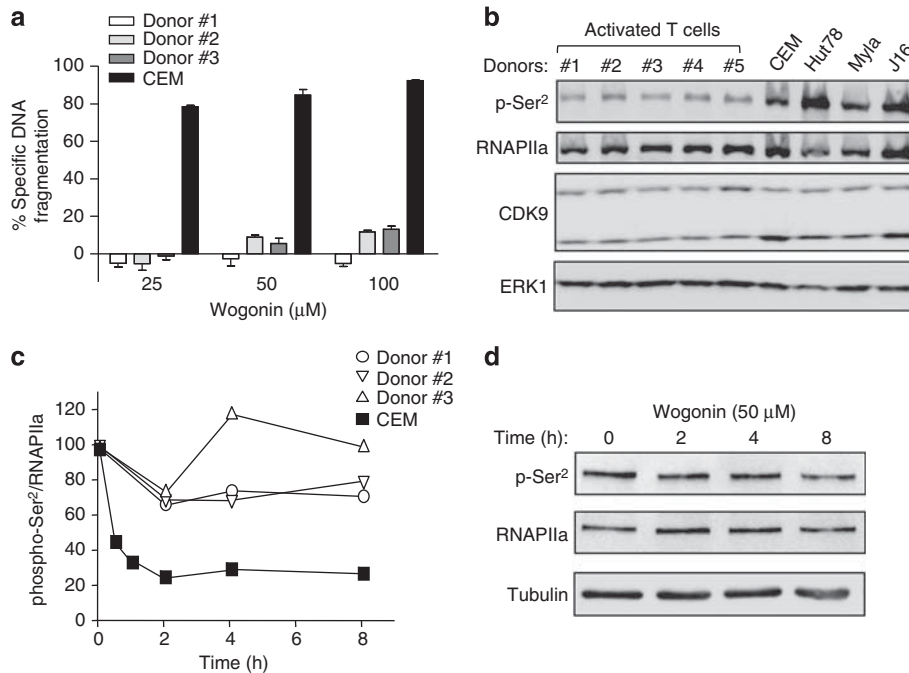 a
Donor #1
Donor #2
Donor #3
CEM
% Specific DNA
fragmentation
100
80
60
40
20
0
25 50 100
Wogonin (µM)
b
Activated T cells
Donors: #1 #2 #3 #4 #5 CEM Hut78 Myla J16
p-Ser²
RNAPIIa
CDK9
ERK1
c
Donor #1
Donor #2
Donor #3
CEM
phospho-Ser²/RNAPIIa
120
100
80
60
40
20
0
0 2 4 6 8
Time (h)
d
Wogonin (50 µM)
Time (h): 0 2 4 8
p-Ser²
RNAPIIa
Tubulin